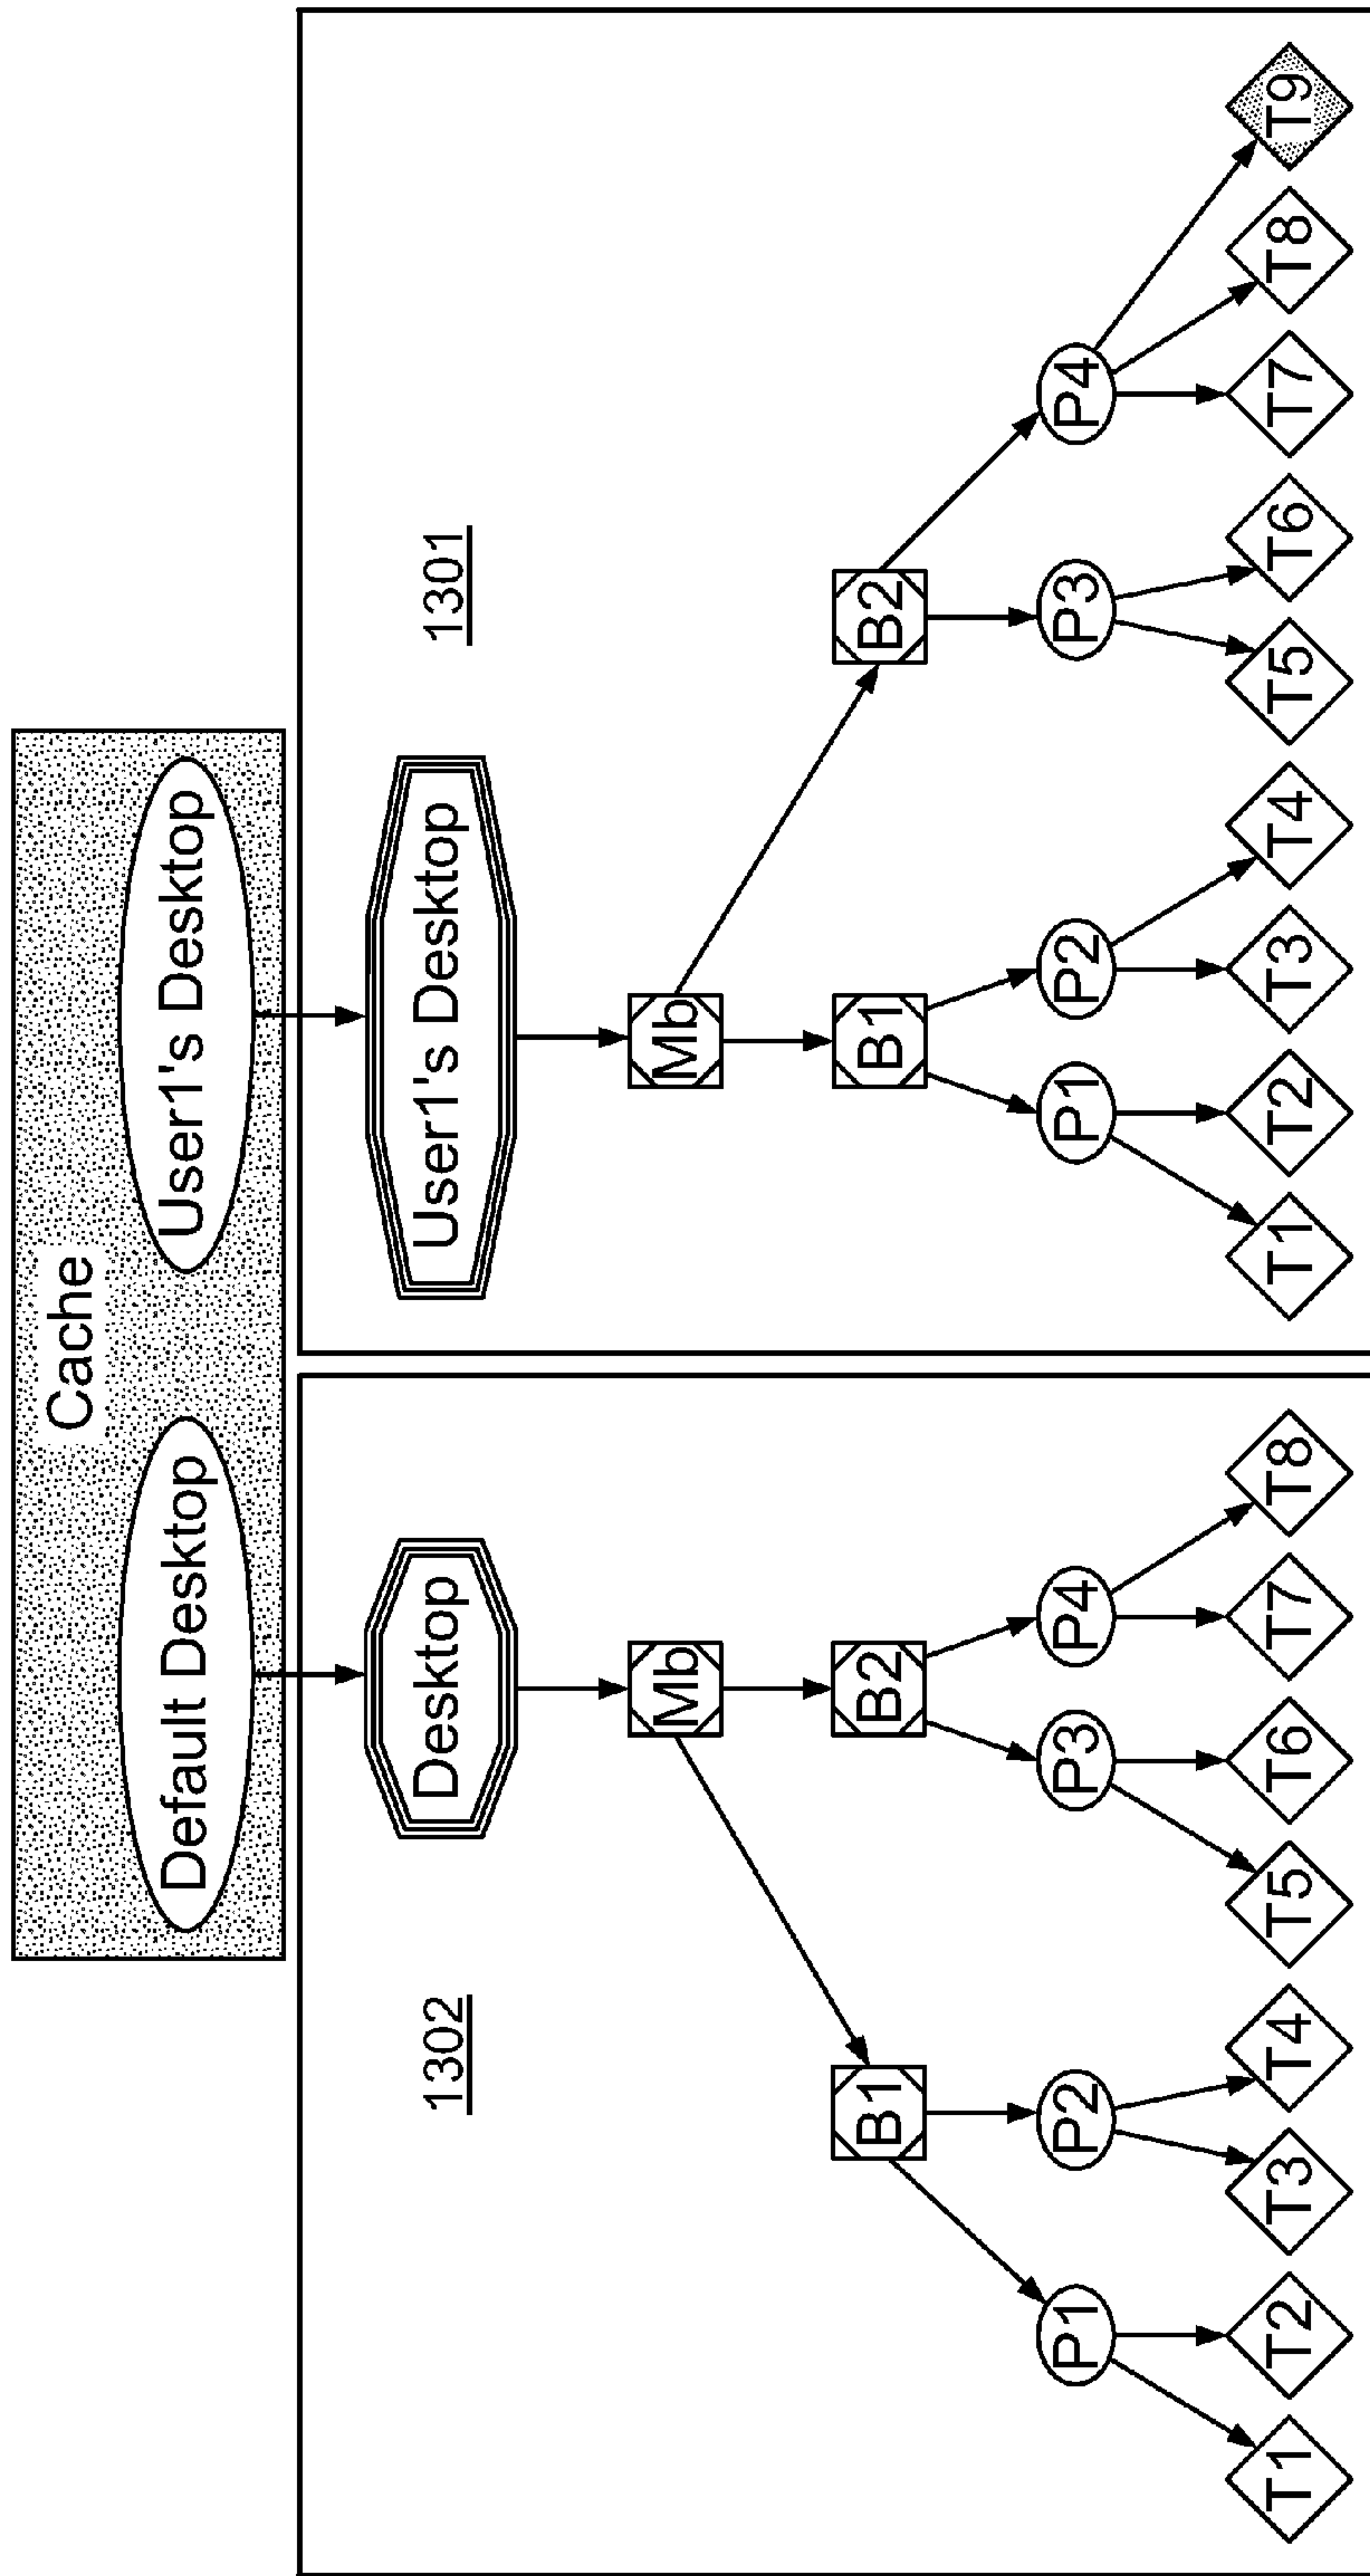 Cache
Default Desktop
User1's Desktop
1302
Desktop
Mb
B1
B2
P1
P2
P3
P4
T1
T2
T3
T4
T5
T6
T7
T8
User1's Desktop
1301
Mb
B1
B2
P1
P2
P3
P4
T1
T2
T3
T4
T5
T6
T7
T8
T9